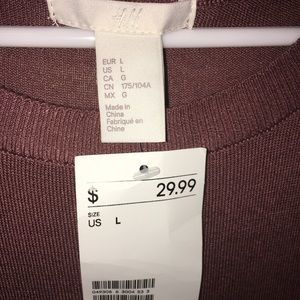 H&M
EUR L
US L
CA G
CN 175/104A
MX G
Made in
China
Fabriqué en
Chine
$ 29.99
SIZE
US L